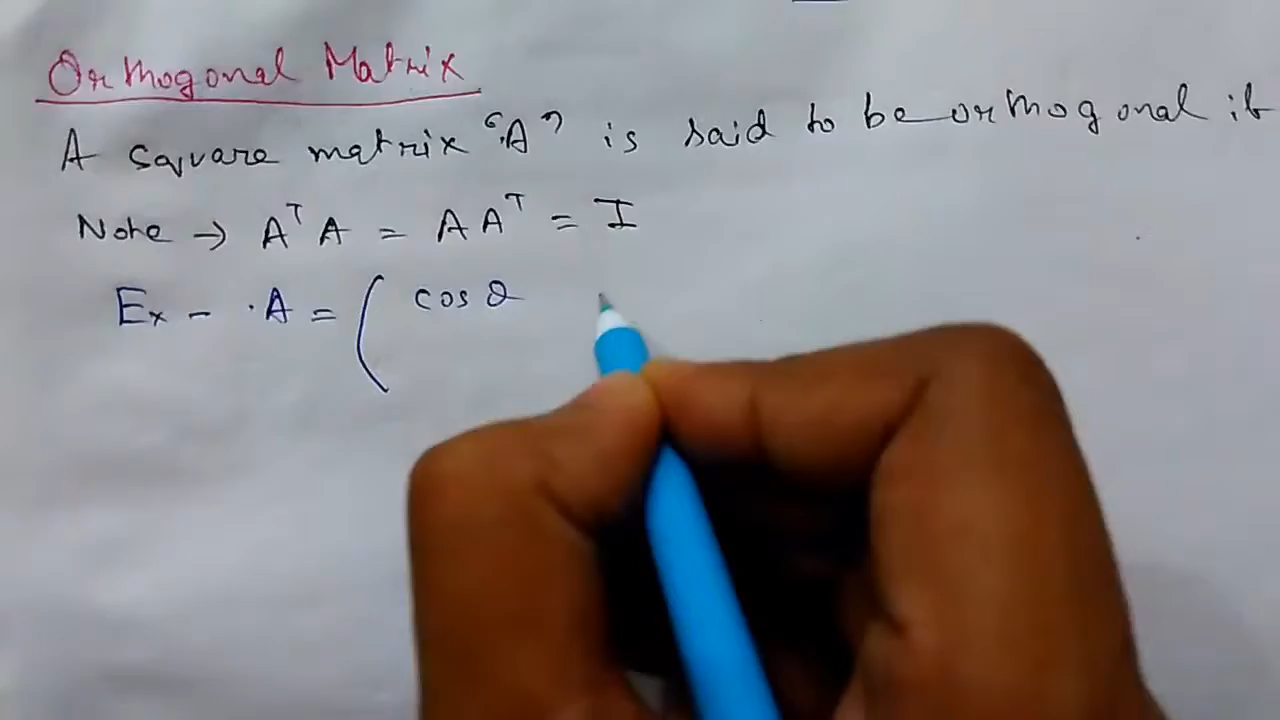 Orthogonal Matrix
A square matrix "A" is said to be orthogonal if
Note → AᵀA = AAᵀ = I
Ex - A = ( cos θ